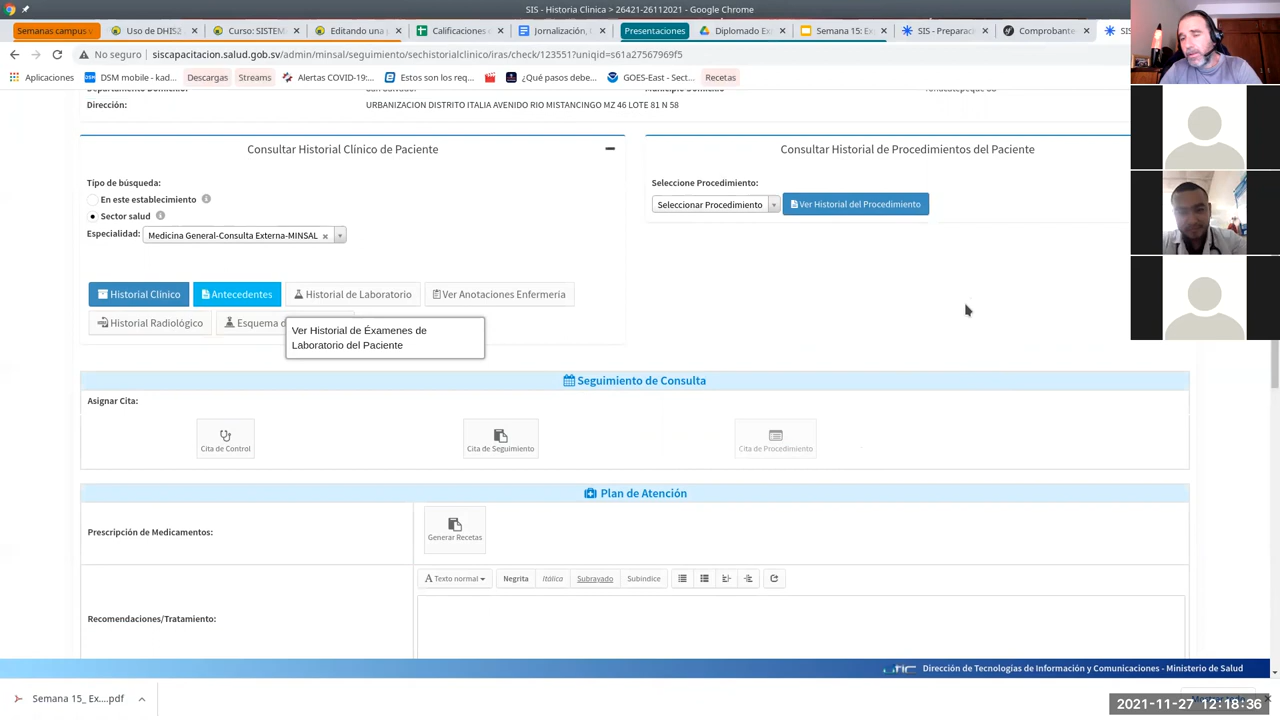 SIS - Historia Clinica > 26421-26112021 - Google Chrome
Semanas campus v
Uso de DHIS2
Curso: SISTEM
Editando una
Calificaciones
Jornalización, C
Presentaciones
Diplomado Ex
Semana 15: Ex
SIS - Preparac
Comprobante
SIS
No seguro | siscapacitacion.salud.gob.sv/admin/minsal/seguimiento/sechistorialclinico/iras/check/123551?uniqid=s61a27567969f5
Aplicaciones
DSM mobile - kad...
Descargas
Streams
Alertas COVID-19:...
Estos son los req...
¿Qué pasos debe...
GOES-East - Sect...
Recetas
Dirección:
URBANIZACION DISTRITO ITALIA AVENIDO RIO MISTANCINGO MZ 46 LOTE 81 N 58
Consultar Historial Clínico de Paciente
Consultar Historial de Procedimientos del Paciente
Tipo de búsqueda:
En este establecimiento
Sector salud
Especialidad:
Medicina General-Consulta Externa-MINSAL
Seleccione Procedimiento:
Seleccionar Procedimiento
Ver Historial del Procedimiento
Historial Clínico
Antecedentes
Historial de Laboratorio
Ver Anotaciones Enfermeria
Historial Radiológico
Esquema d
Ver Historial de Éxamenes de
Laboratorio del Paciente
Seguimiento de Consulta
Asignar Cita:
Cita de Control
Cita de Seguimiento
Cita de Procedimiento
Plan de Atención
Prescripción de Medicamentos:
Generar Recetas
A Texto normal
Negrita
Itálica
Subrayado
Subíndice
Recomendaciones/Tratamiento:
Dirección de Tecnologías de Información y Comunicaciones - Ministerio de Salud
Semana 15_ Ex....pdf
2021-11-27 12:18:36